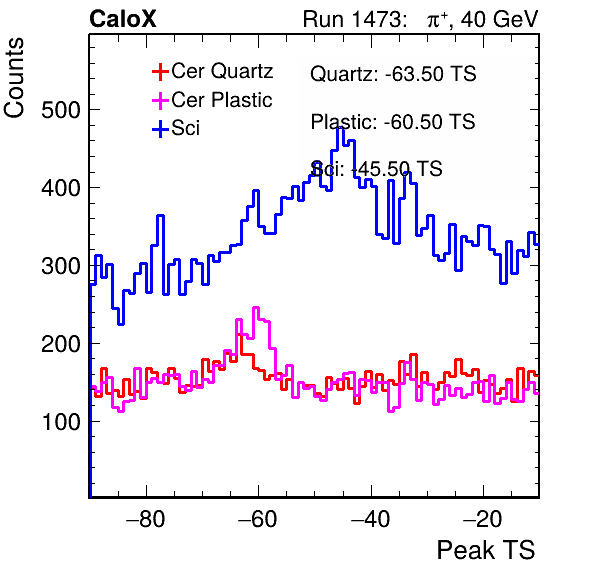 CaloX Run 1473: π⁺, 40 GeV
Counts
Cer Quartz
Cer Plastic
Sci
Quartz: -63.50 TS
Plastic: -60.50 TS
Sci: -45.50 TS
500
400
300
200
100
−80 −60 −40 −20
Peak TS